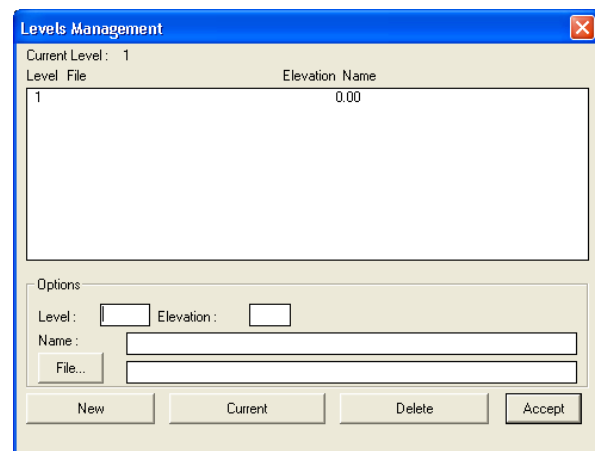 Levels Management
Current Level : 1
Level File Elevation Name
1 0.00
Options
Level : Elevation :
Name :
File...
New Current Delete Accept